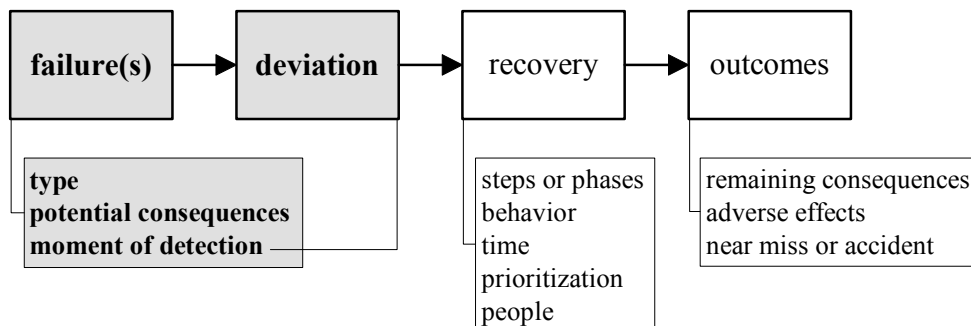 failure(s)
deviation
recovery
outcomes
type
potential consequences
moment of detection
steps or phases
behavior
time
prioritization
people
remaining consequences
adverse effects
near miss or accident